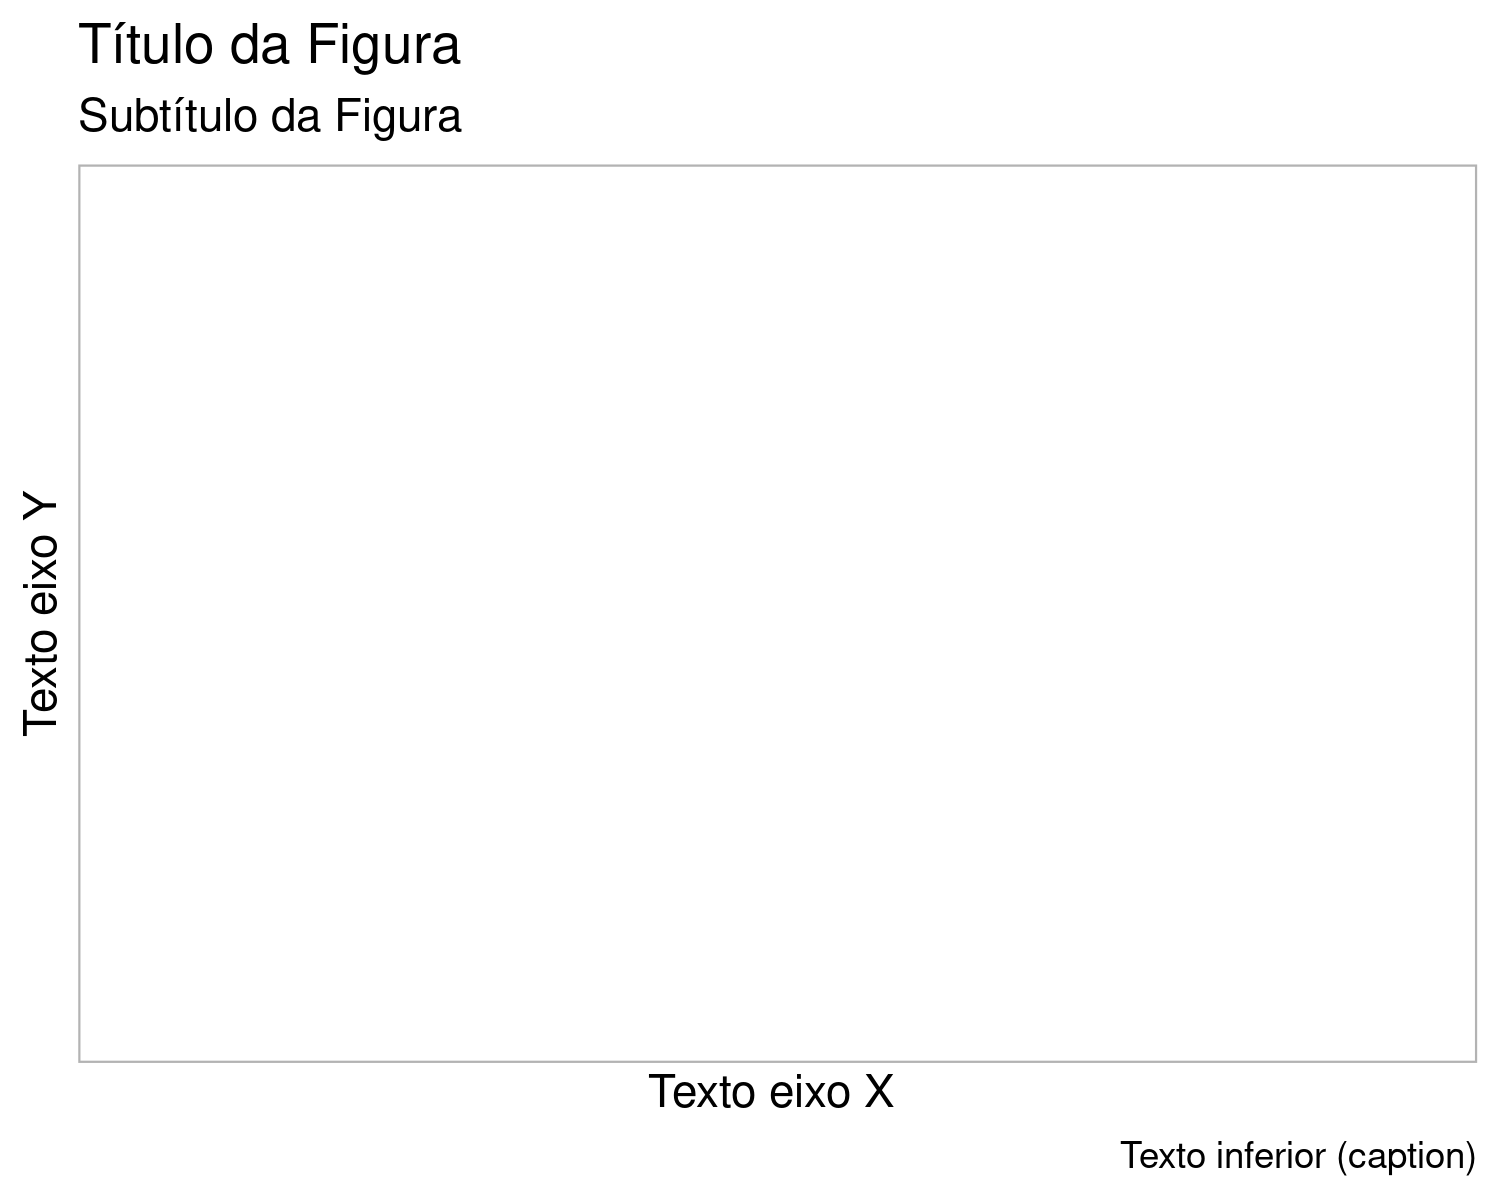 Título da Figura
Subtítulo da Figura
Texto eixo Y
Texto eixo X
Texto inferior (caption)